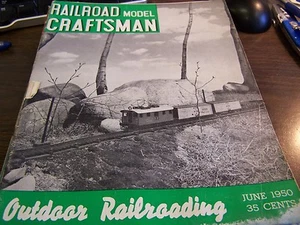 RAILROAD MODEL
CRAFTSMAN
Outdoor Railroading
JUNE 1950
35 CENTS